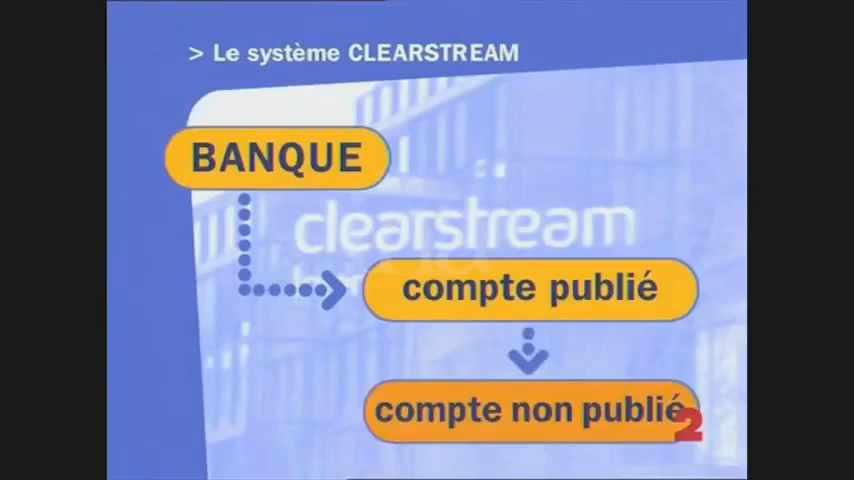 > Le système CLEARSTREAM
BANQUE
clearstream
compte publié
compte non publié
2